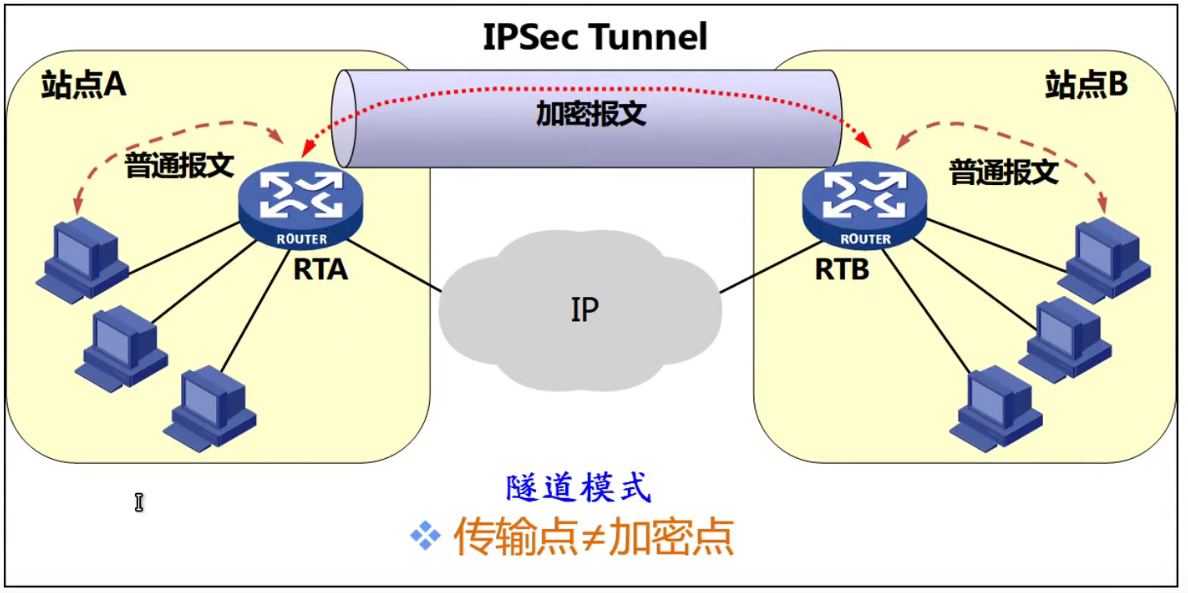 IPSec Tunnel
站点A
站点B
加密报文
普通报文
普通报文
ROUTER
ROUTER
RTA
RTB
IP
隧道模式
传输点≠加密点